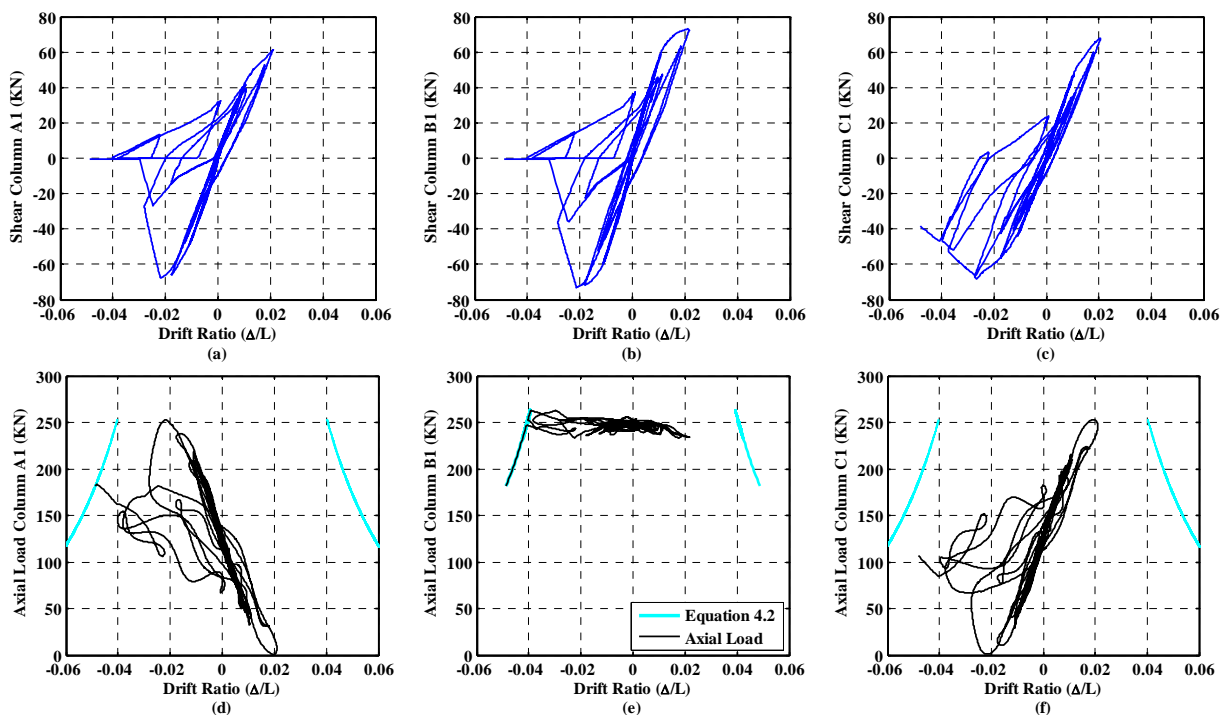 80
60
40
20
0
-20
-40
-60
-80
Shear Column A1 (KN)
-0.06 -0.04 -0.02 0 0.02 0.04 0.06
Drift Ratio (Δ/L)
(a)
80
60
40
20
0
-20
-40
-60
-80
Shear Column B1 (KN)
-0.06 -0.04 -0.02 0 0.02 0.04 0.06
Drift Ratio (Δ/L)
(b)
80
60
40
20
0
-20
-40
-60
-80
Shear Column C1 (KN)
-0.06 -0.04 -0.02 0 0.02 0.04 0.06
Drift Ratio (Δ/L)
(c)
300
250
200
150
100
50
0
Axial Load Column A1 (KN)
-0.06 -0.04 -0.02 0 0.02 0.04 0.06
Drift Ratio (Δ/L)
(d)
300
250
200
150
100
50
0
Axial Load Column B1 (KN)
Equation 4.2
Axial Load
-0.06 -0.04 -0.02 0 0.02 0.04 0.06
Drift Ratio (Δ/L)
(e)
300
250
200
150
100
50
0
Axial Load Column C1 (KN)
-0.06 -0.04 -0.02 0 0.02 0.04 0.06
Drift Ratio (Δ/L)
(f)